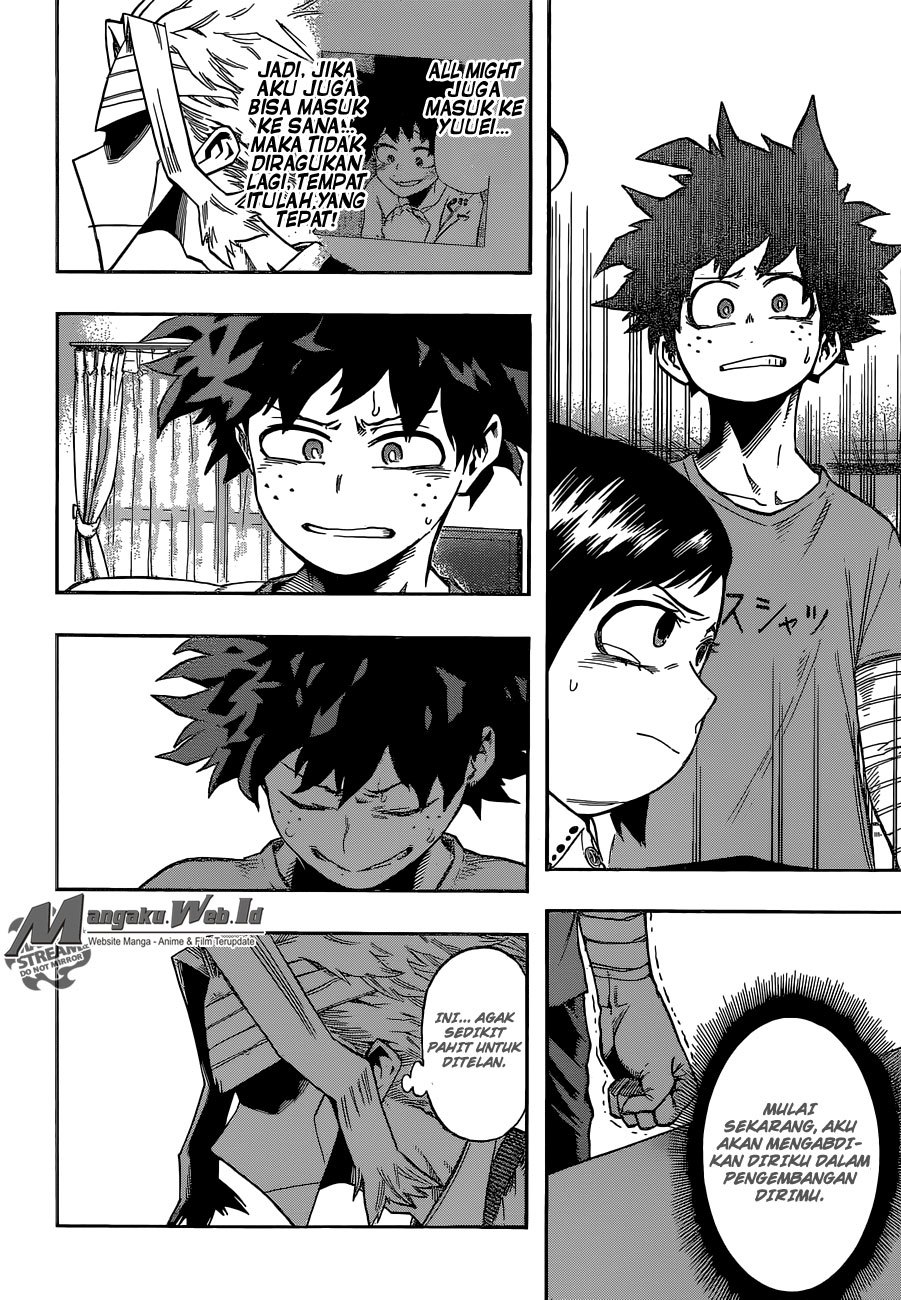 スシャツ
MULAI
SEKARANG, AKU
AKAN MENGABDI-
KAN DIRIKU DALAM
PENGEMBANGAN
DIRIMU.
ALL MIGHT
JUGA
MASUK KE
YUUEI...
JADI, JIKA
AKU JUGA
BISA MASUK
KE SANA...
MAKA TIDAK
DIRAGUKAN
LAGI, TEMPAT
ITULAH YANG
TEPAT!
INI... AGAK
SEDIKIT
PAHIT UNTUK
DITELAN.
Mangaku.Web.Id
Website Manga - Anime & Film Terupdate
STREAM
DO NOT MIRROR